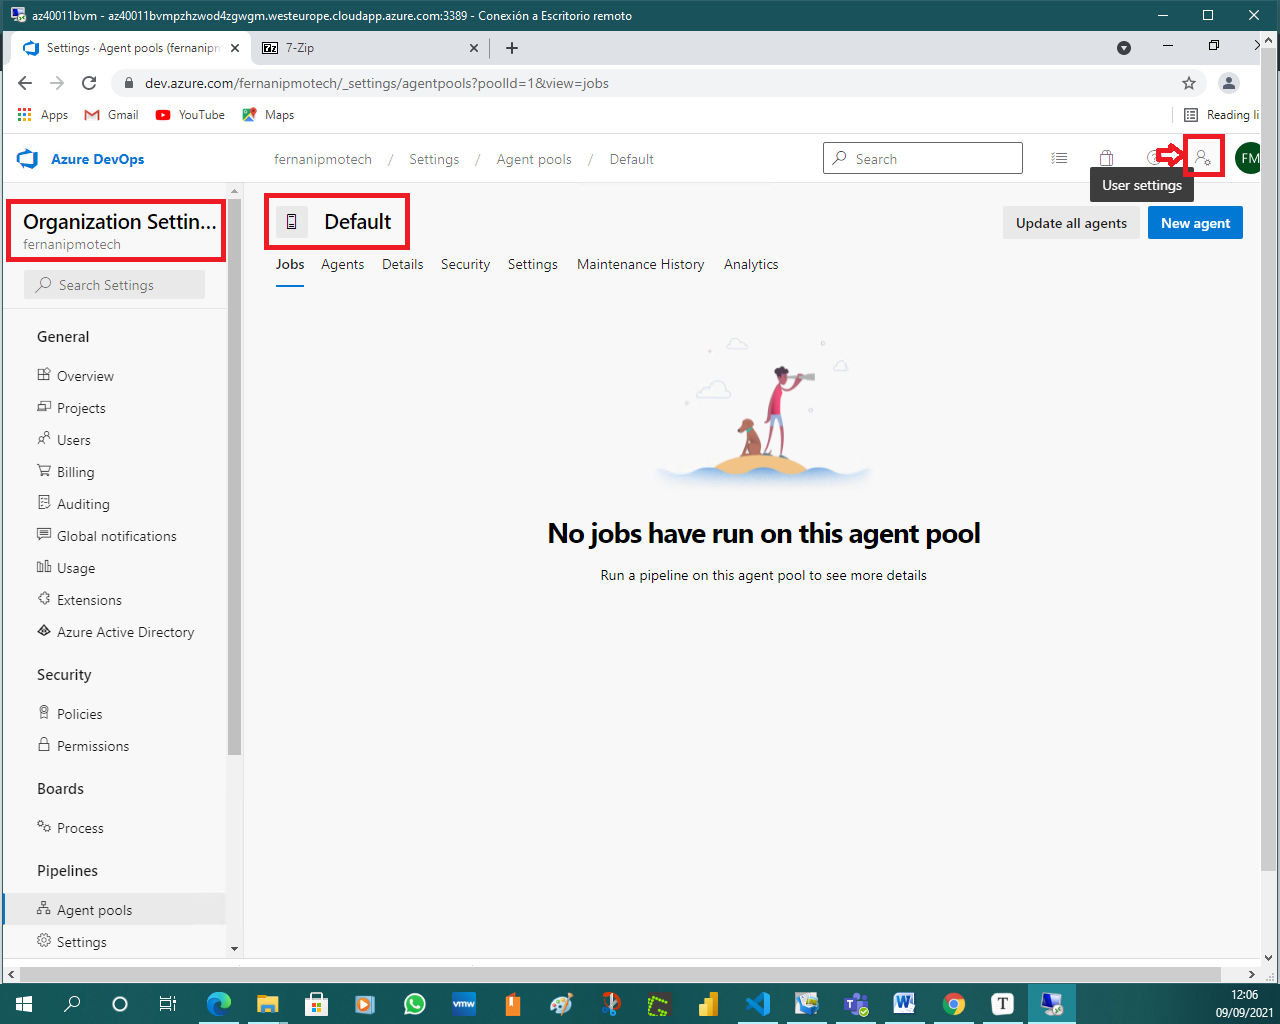 az40011bvm - az40011bvmpzhzwod4zgwgm.westeurope.cloudapp.azure.com:3389 - Conexión a Escritorio remoto
Settings · Agent pools (fernanipm
7z 7-Zip
dev.azure.com/fernanipmotech/_settings/agentpools?poolId=1&view=jobs
Apps Gmail YouTube Maps Reading li
Azure DevOps fernanipmotech / Settings / Agent pools / Default Search FM
User settings
Organization Settin...
fernanipmotech
Default
Update all agents New agent
Search Settings
Jobs Agents Details Security Settings Maintenance History Analytics
General
Overview
Projects
Users
Billing
Auditing
Global notifications
Usage
Extensions
Azure Active Directory
Security
Policies
Permissions
Boards
Process
Pipelines
Agent pools
Settings
No jobs have run on this agent pool
Run a pipeline on this agent pool to see more details
vmw
W
T
12:06
09/09/2021